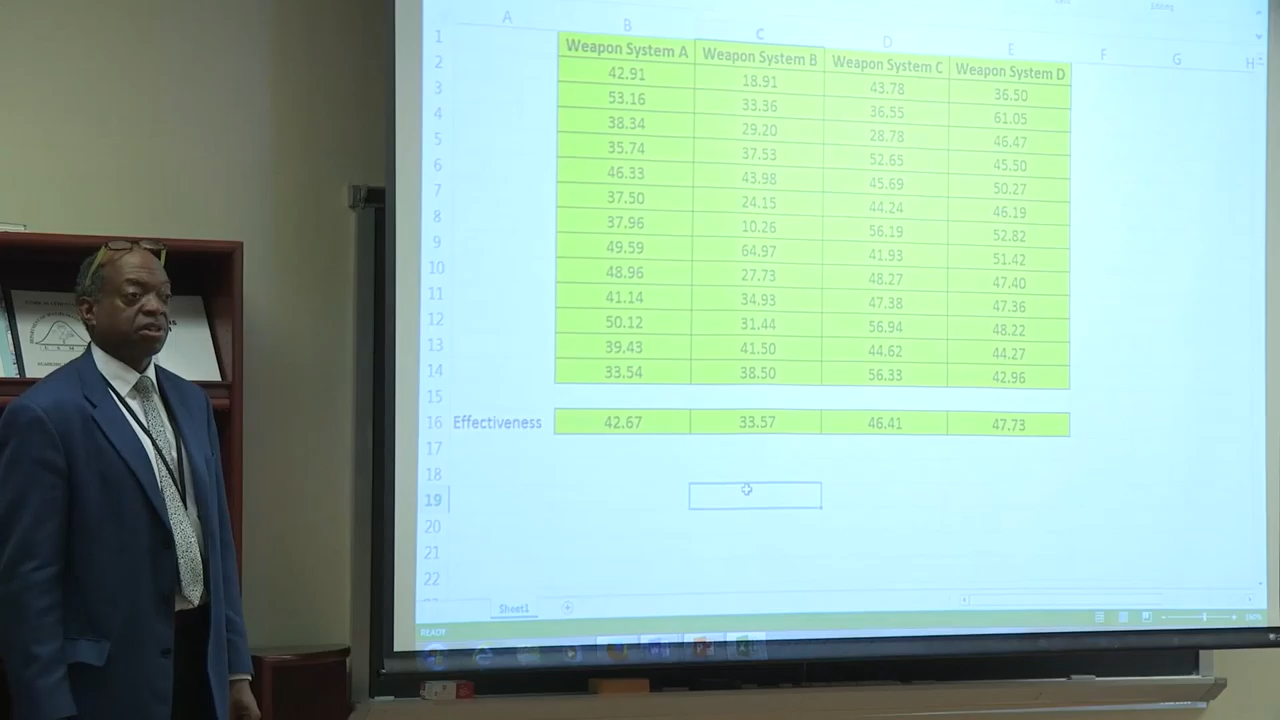 Editing
A B C D E F G H
1 Weapon System A Weapon System B Weapon System C Weapon System D
2 42.91 18.91 43.78 36.50
3 53.16 33.36 36.55 61.05
4 38.34 29.20 28.78 46.47
5 35.74 37.53 52.65 45.50
6 46.33 43.98 45.69 50.27
7 37.50 24.15 44.24 46.19
8 37.96 10.26 56.19 52.82
9 49.59 64.97 41.93 51.42
10 48.96 27.73 48.27 47.40
11 41.14 34.93 47.38 47.36
12 50.12 31.44 56.94 48.22
13 39.43 41.50 44.62 44.27
14 33.54 38.50 56.33 42.96
15
16 Effectiveness 42.67 33.57 46.41 47.73
17
18
19
20
21
22
Sheet1
READY